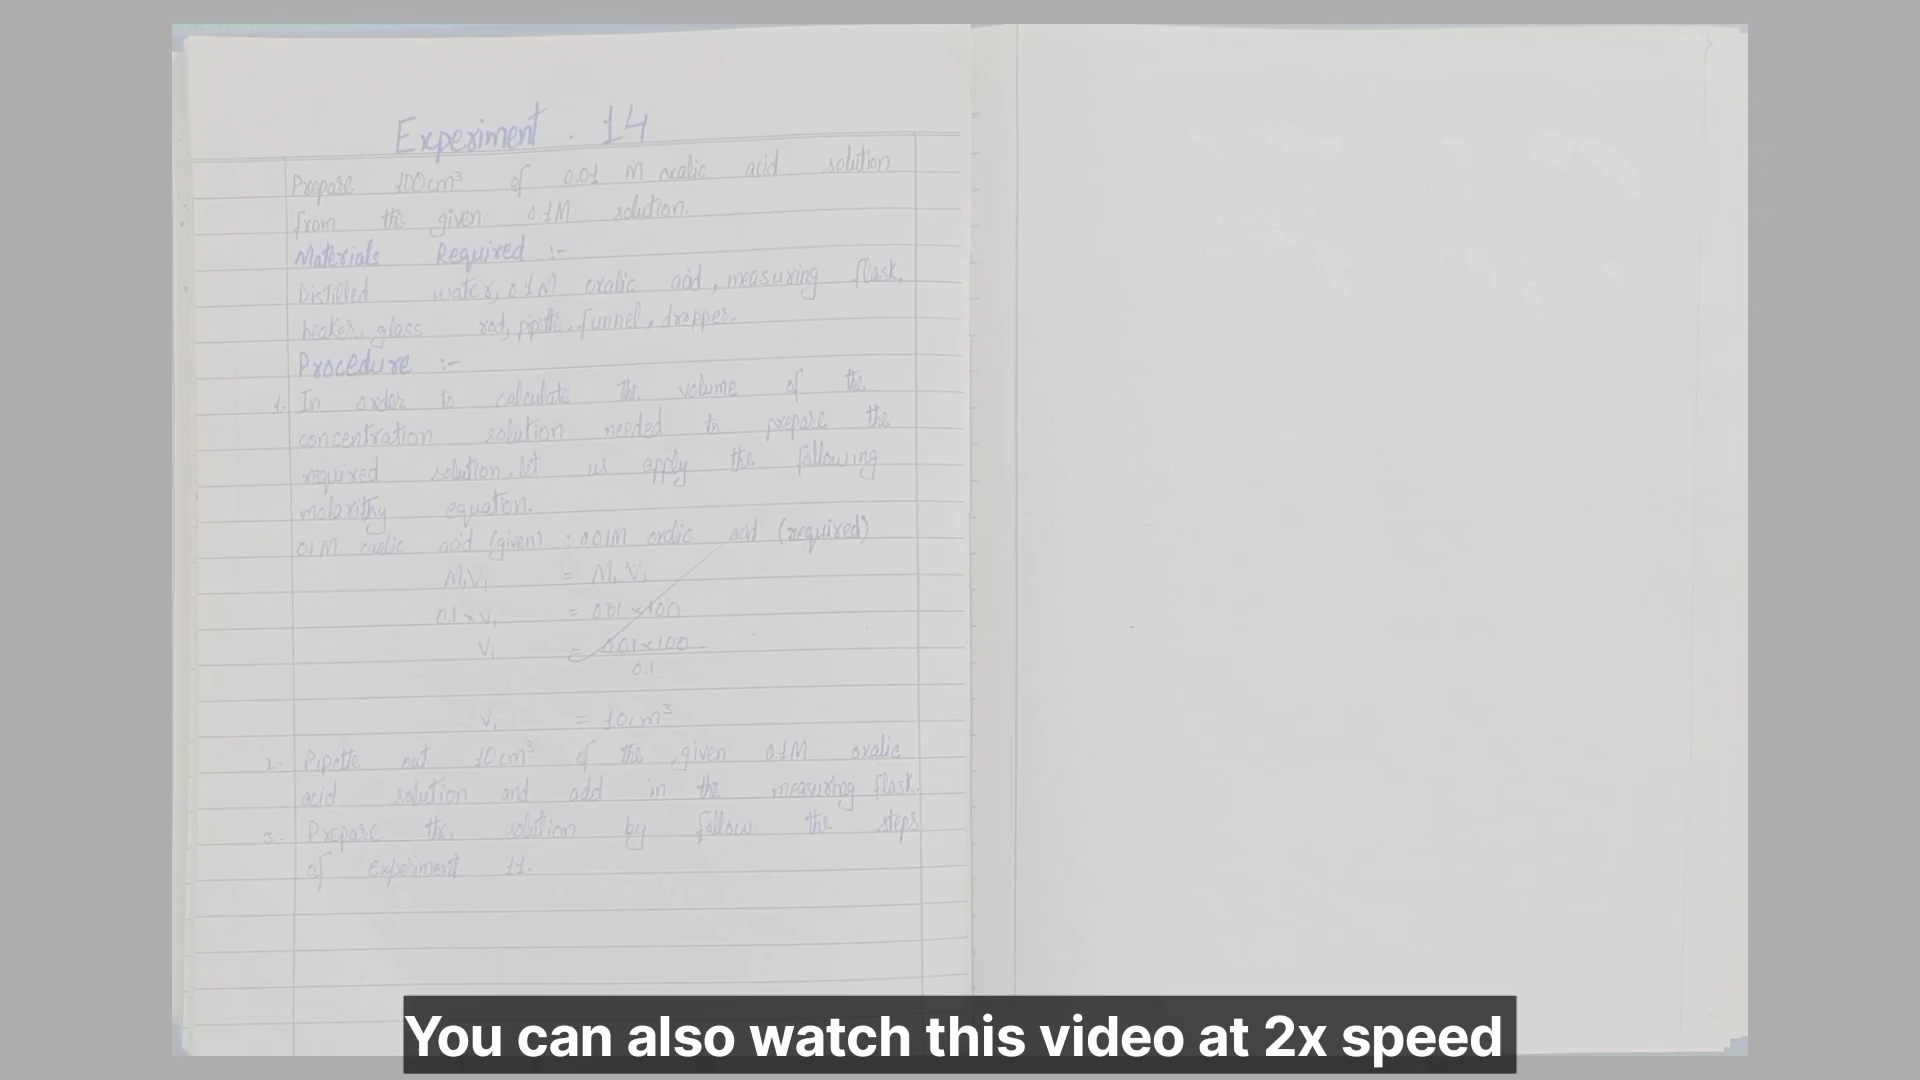 Experiment . 14
Prepare 100cm³ of 0.01 M oxalic acid solution
from the given 0.1M solution.
Materials Required :-
Distilled water, 0.1M oxalic acid, measuring flask,
beaker, glass rod, pipette, funnel, dropper.
Procedure :-
1. In order to calculate the volume of the
concentration solution needed to prepare the
required solution, let us apply the following
molarithy equation.
0.1M oxalic acid (given) : 0.01M oxalic acid (required)
M₁V₁ = M₁V₁
0.1 x V₁ = 0.01 x 100
V₁ = 0.01 x 100
0.1
V₁ = 10cm³
2. Pipette out 10cm³ of the given 0.1M oxalic
acid solution and add in the measuring flask.
3. Prepare the solution by follow the steps
of experiment 11.
You can also watch this video at 2x speed